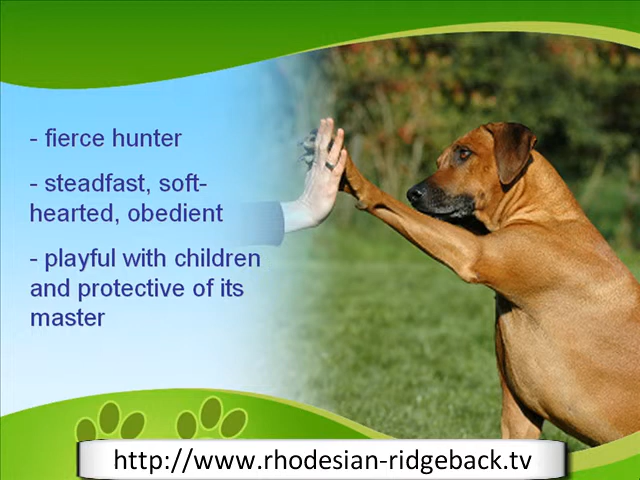 - fierce hunter
- steadfast, soft-
hearted, obedient
- playful with children
and protective of its
master
http://www.rhodesian-ridgeback.tv